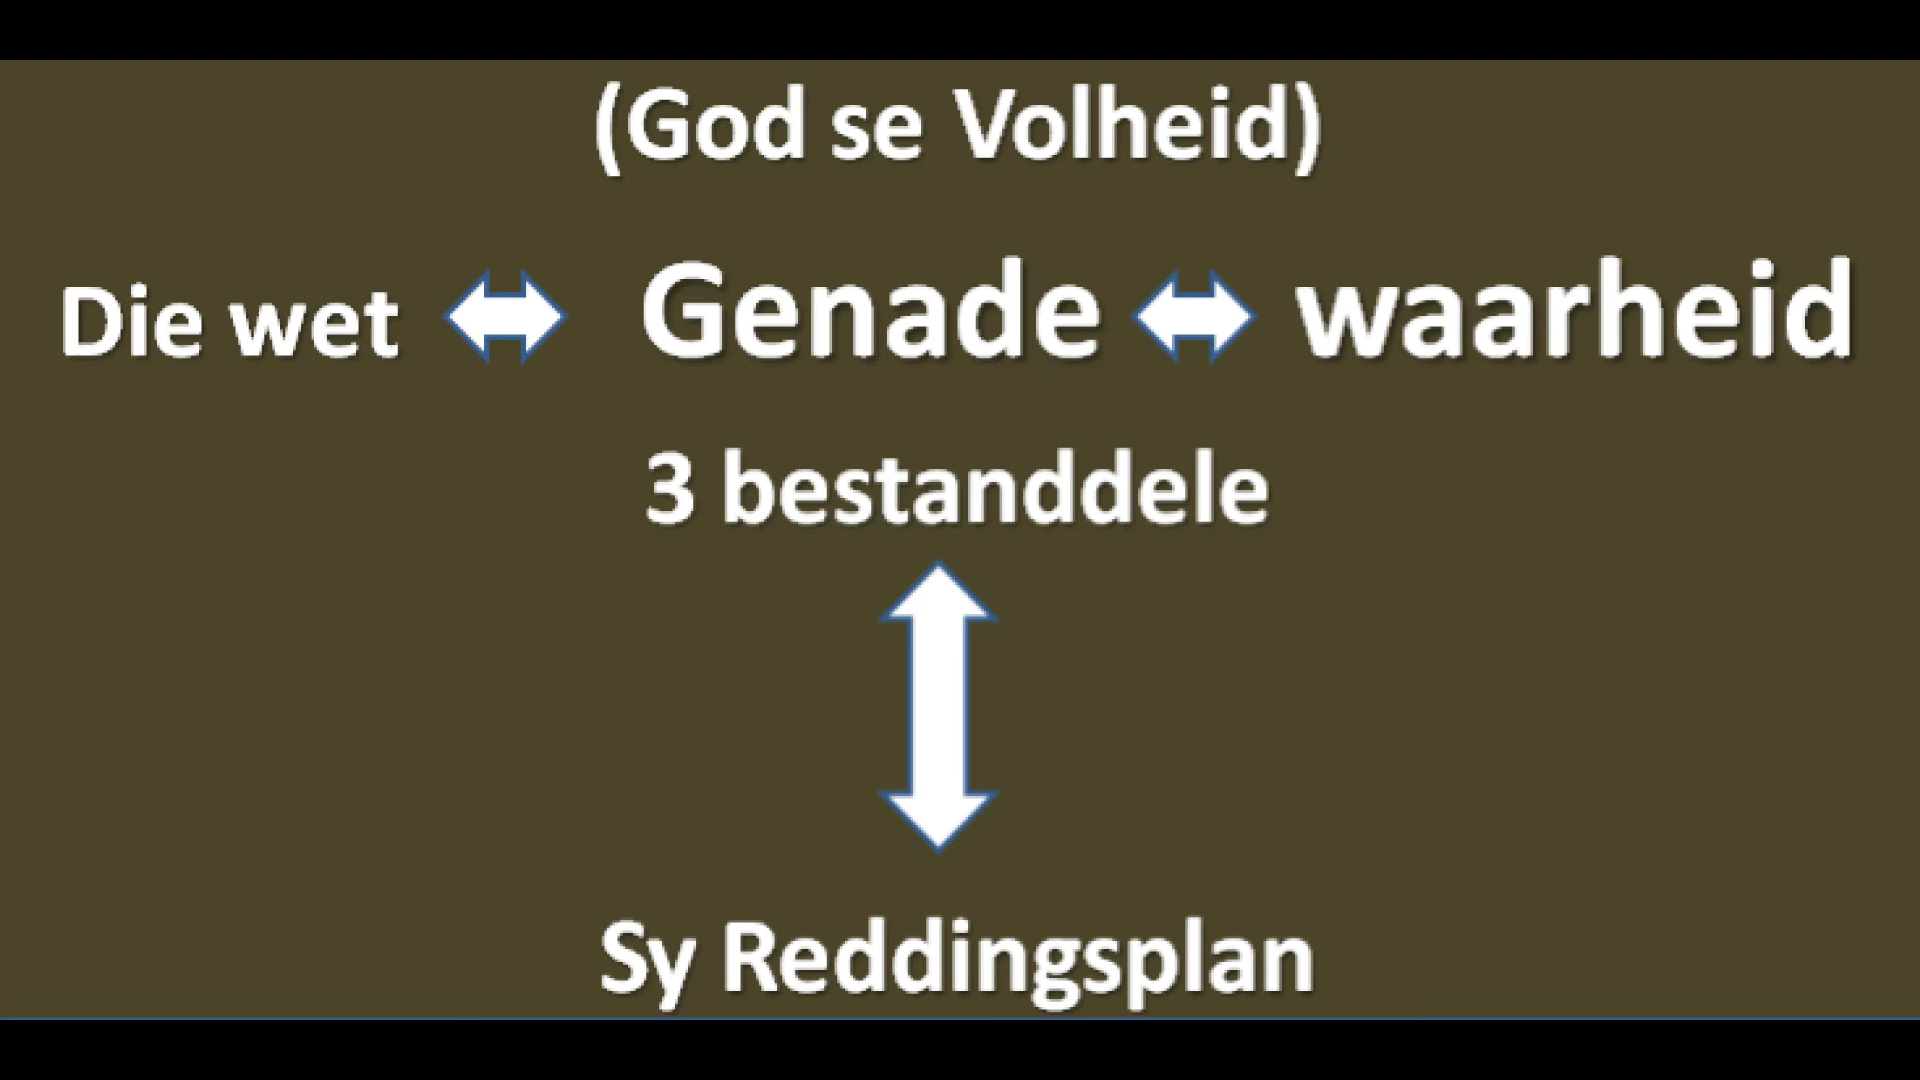 (God se Volheid)
Die wet Genade waarheid
3 bestanddele
Sy Reddingsplan